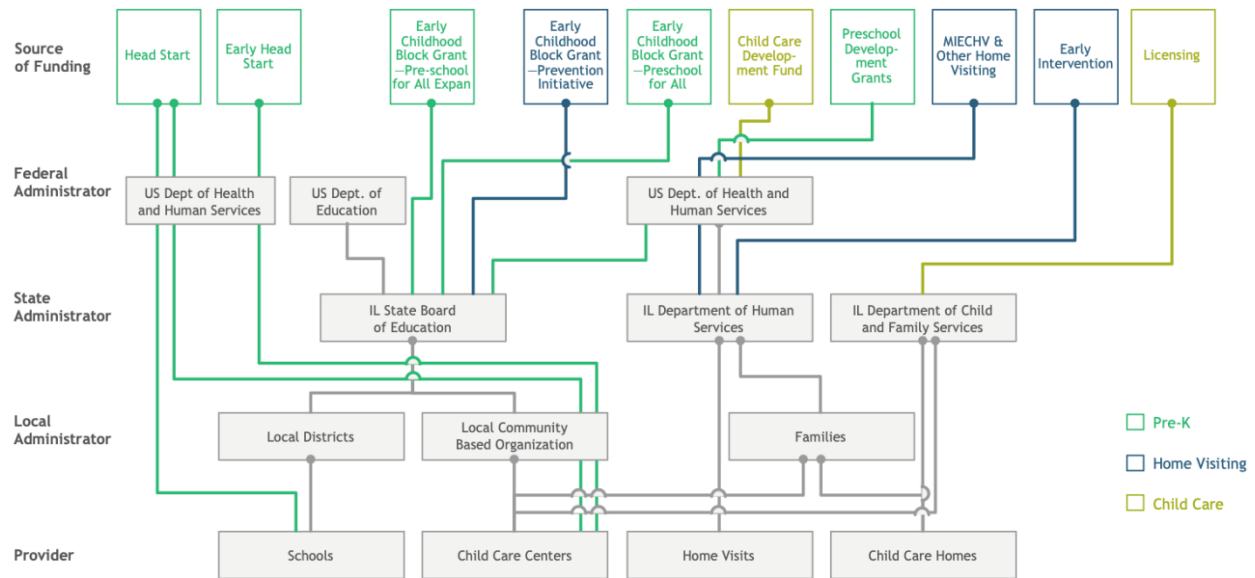 Source
of Funding
Head Start
Early Head
Start
Early
Childhood
Block Grant
—Pre-school
for All Expan
Early
Childhood
Block Grant
—Prevention
Initiative
Early
Childhood
Block Grant
—Preschool
for All
Child Care
Develop-
ment Fund
Preschool
Develop-
ment
Grants
MIECHV &
Other Home
Visiting
Early
Intervention
Licensing
Federal
Administrator
US Dept of Health
and Human Services
US Dept. of
Education
US Dept. of Health and
Human Services
State
Administrator
IL State Board
of Education
IL Department of Human
Services
IL Department of Child
and Family Services
Local
Administrator
Local Districts
Local Community
Based Organization
Families
Pre-K
Home Visiting
Child Care
Provider
Schools
Child Care Centers
Home Visits
Child Care Homes